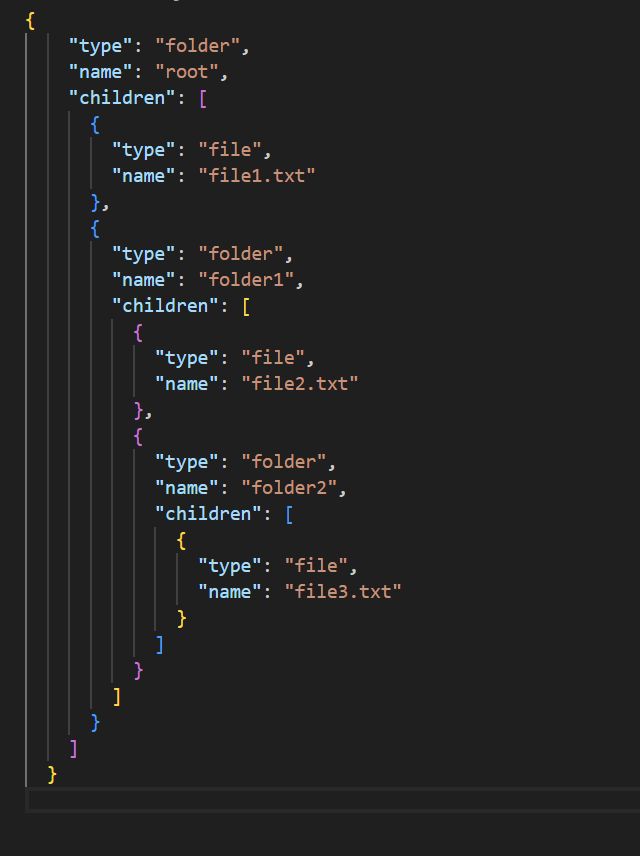 {
"type": "folder",
"name": "root",
"children": [
{
"type": "file",
"name": "file1.txt"
},
{
"type": "folder",
"name": "folder1",
"children": [
{
"type": "file",
"name": "file2.txt"
},
{
"type": "folder",
"name": "folder2",
"children": [
{
"type": "file",
"name": "file3.txt"
}
]
}
]
}
]
}